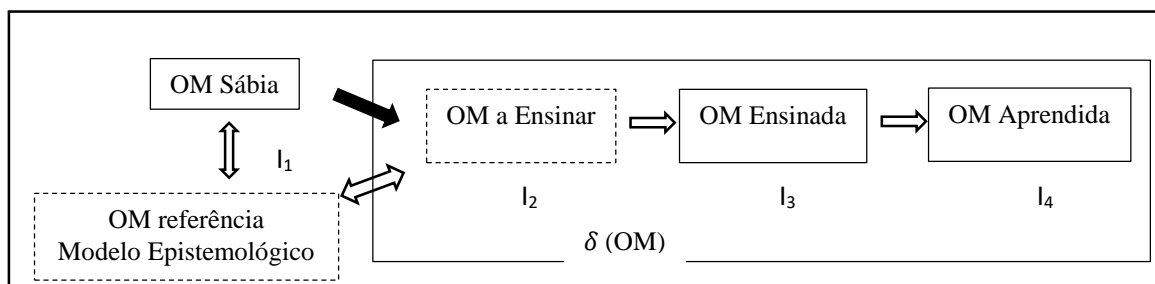 OM Sábia
OM a Ensinar
OM Ensinada
OM Aprendida
I₁
I₂
I₃
I₄
OM referência
Modelo Epistemológico
δ (OM)